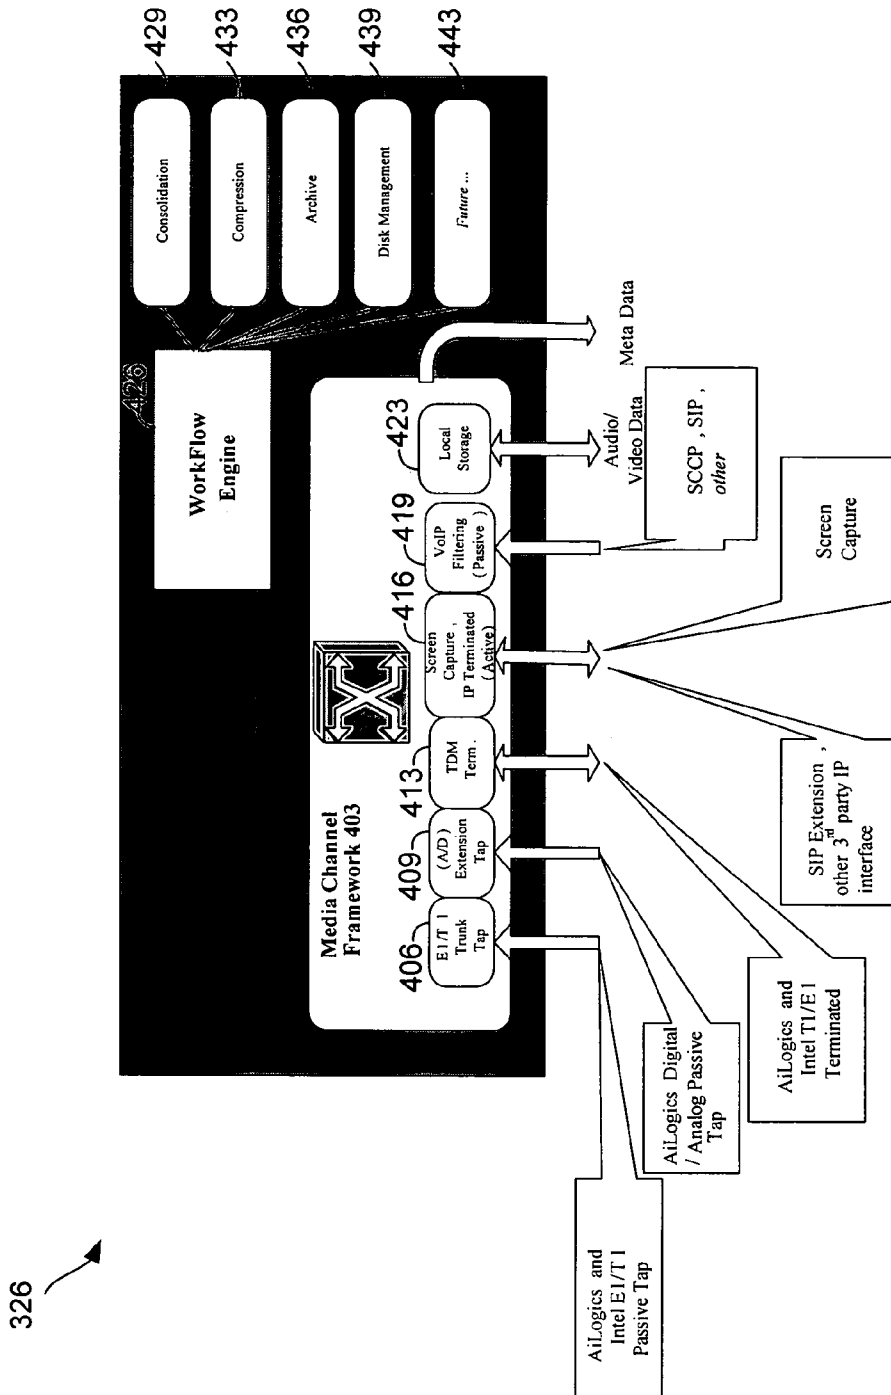 326
426
WorkFlow
Engine
Consolidation
429
Compression
433
Archive
436
Disk Management
439
Future ...
443
Media Channel
Framework 403
406
E1/T 1
Trunk
Tap
409
(A/D)
Extension
Tap
413
TDM
Term .
416
Screen
Capture ,
IP Terminated
(Active)
419
VoIP
Filtering
( Passive )
423
Local
Storage
Audio/
Video Data
Meta Data
AiLogics and
Intel E1/T 1
Passive Tap
AiLogics Digital
/ Analog Passive
Tap
AiLogics and
Intel T1/E 1
Terminated
SIP Extension ,
other 3rd party IP
interface
Screen
Capture
SCCP , SIP ,
other